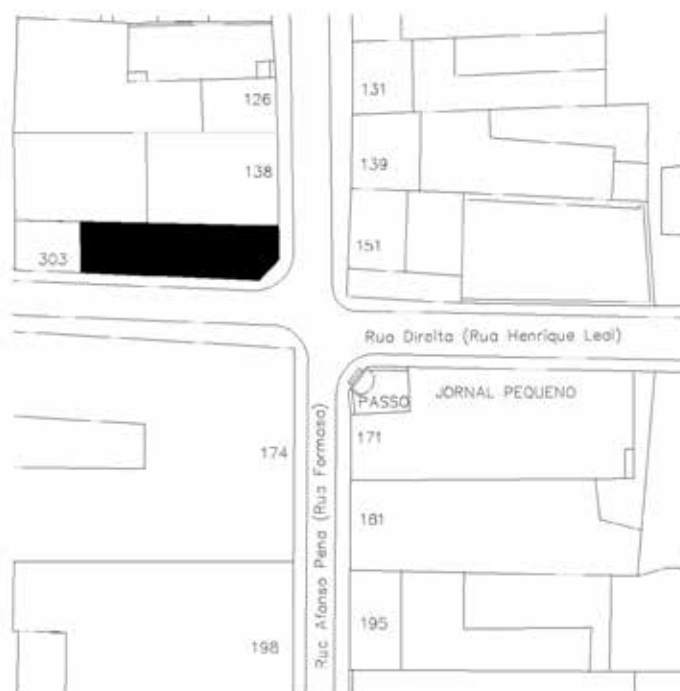 126
131
138
139
151
303
Rua Direita (Rua Henrique Leal)
PASSO
JORNAL PEQUENO
171
174
181
Rua Afonso Pena (Rua Formosa)
195
198